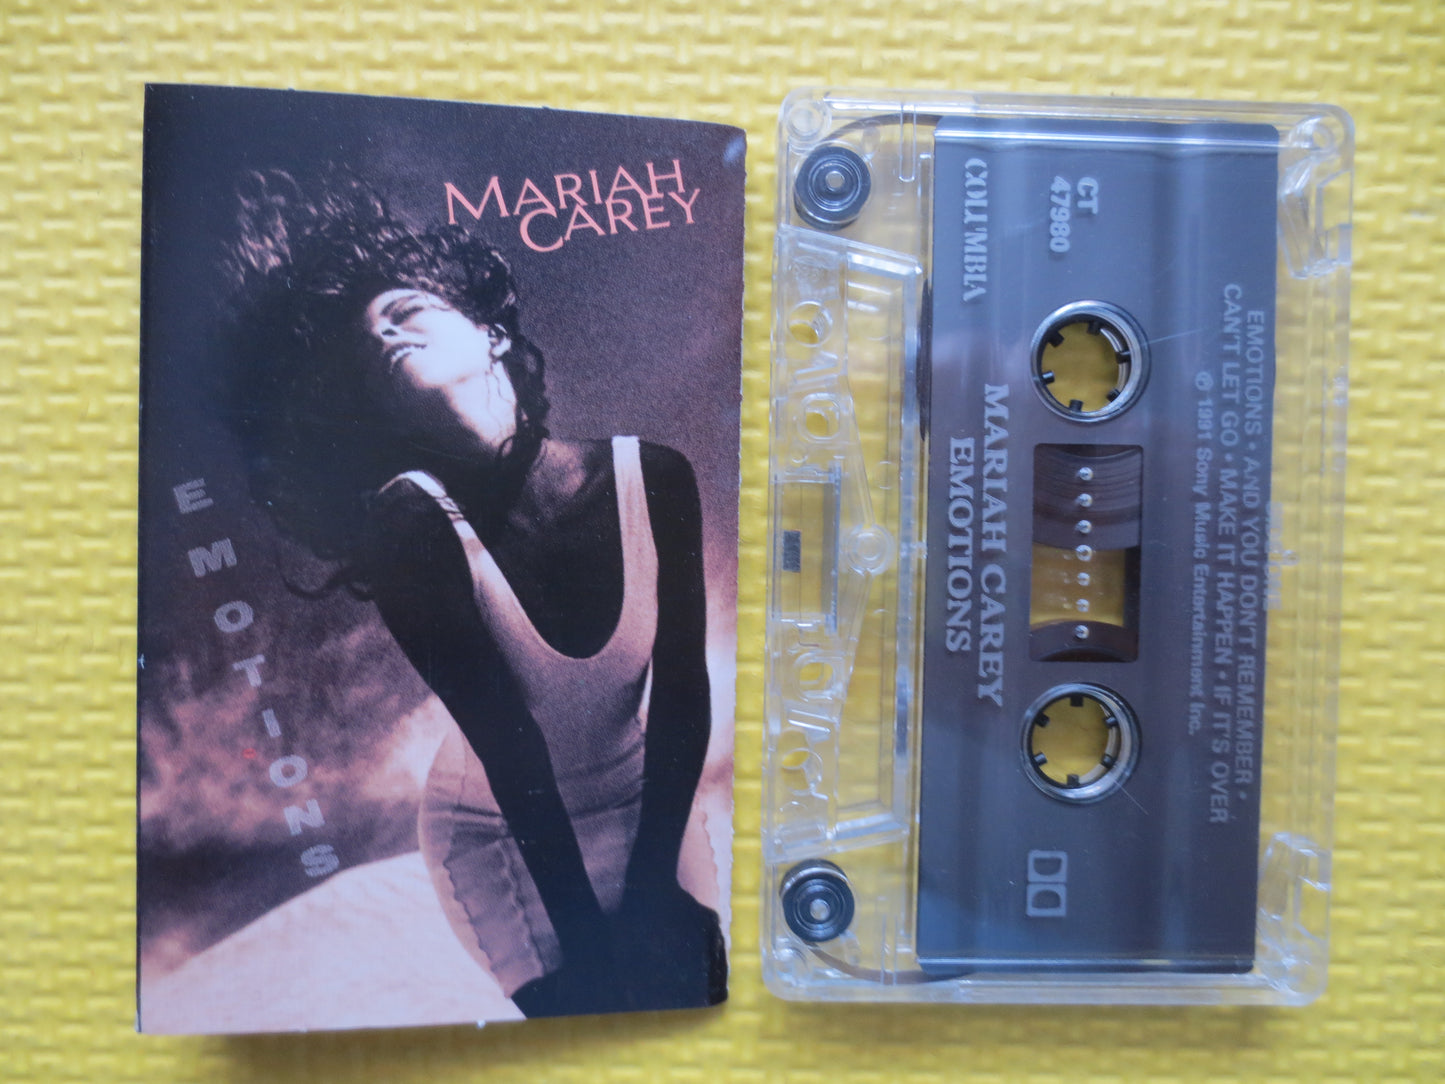 MARIAH
CAREY
EMOTIONS
COLUMBIA
CT
47980
MARIAH CAREY
EMOTIONS
EMOTIONS • AND YOU DON'T REMEMBER •
CAN'T LET GO • MAKE IT HAPPEN • IF IT'S OVER
℗ 1991 Sony Music Entertainment Inc.